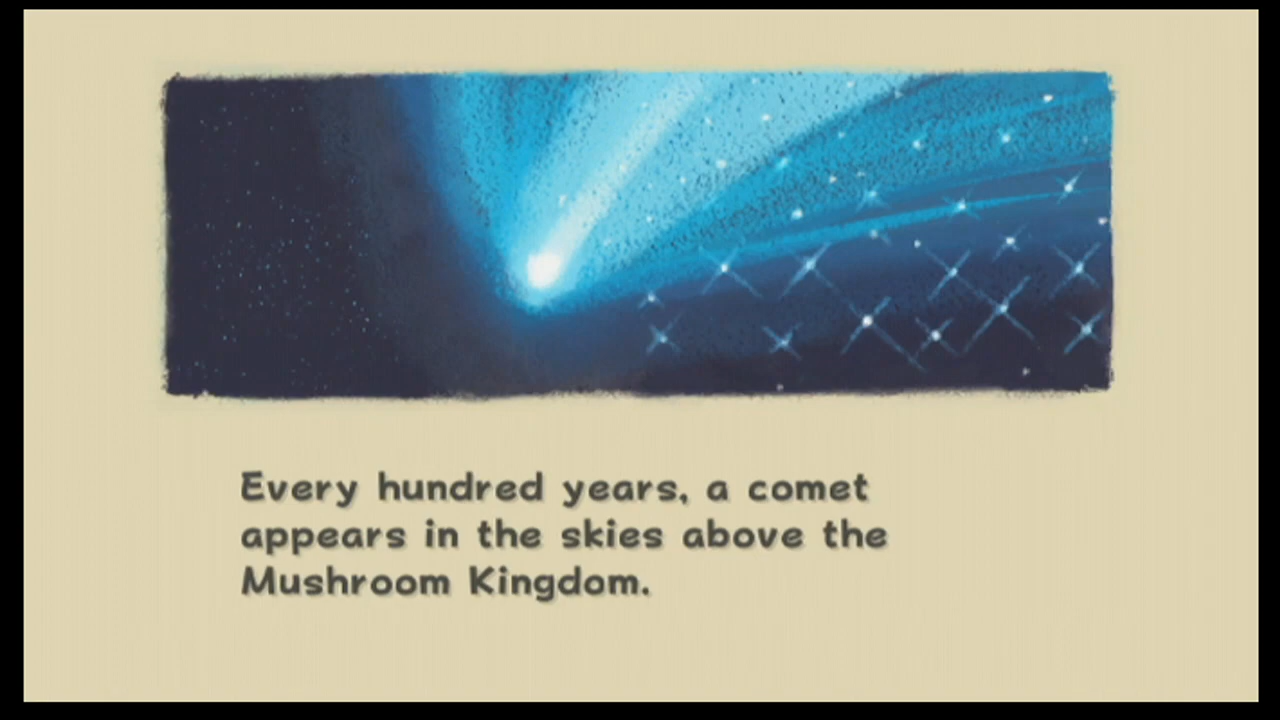 Every hundred years, a comet
appears in the skies above the
Mushroom Kingdom.